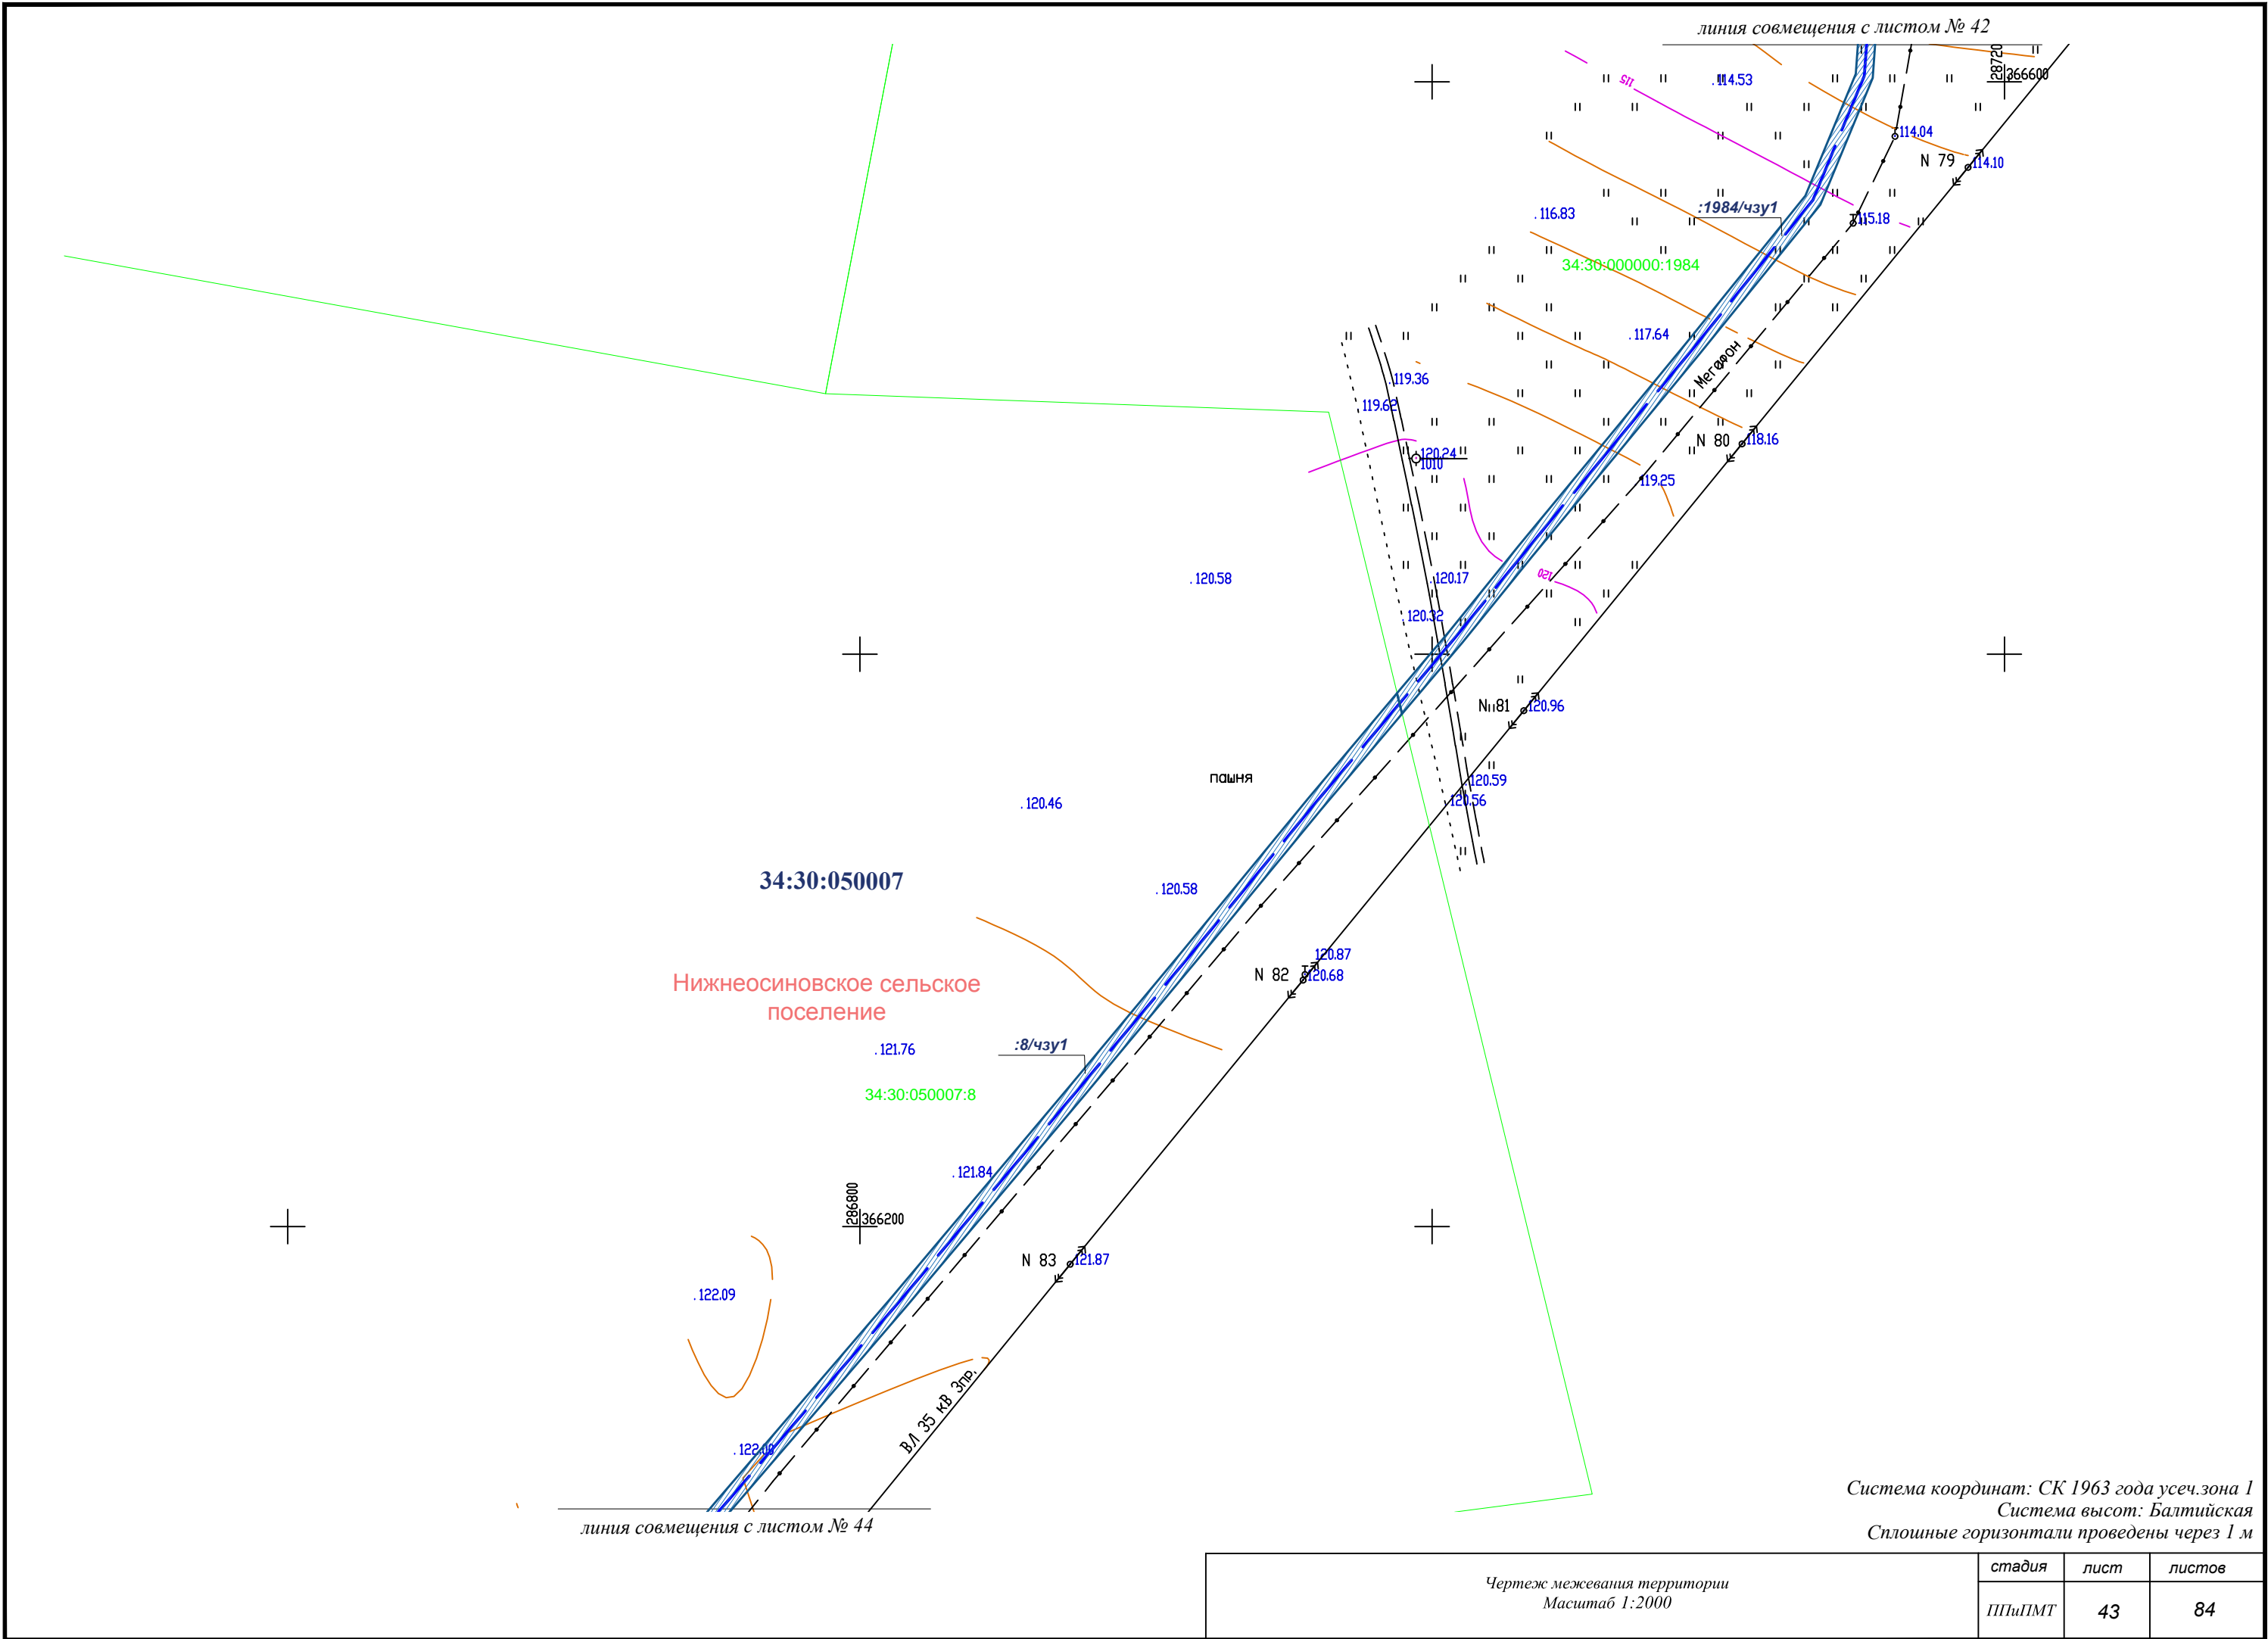 линия совмещения с листом № 42
28720
366600
115
114.53
114.04
N 79
114.10
:1984/чзу1
115.18
116.83
34:30:000000:1984
117.64
Мегафон
119.36
119.62
N 80
118.16
120.24
1010
119.25
120.58
120.17
120
120.32
N 81
120.96
пашня
120.59
120.56
120.46
34:30:050007
120.58
120.87
N 82
120.68
Нижнеосиновское сельское
поселение
121.76
:8/чзу1
34:30:050007:8
121.84
286800
366200
N 83
121.87
122.09
ВЛ 35 кВ 3пр.
линия совмещения с листом № 44
Система координат: СК 1963 года усеч.зона 1
Система высот: Балтийская
Сплошные горизонтали проведены через 1 м
Чертеж межевания территории
Масштаб 1:2000
стадия лист листов
ППиПМТ 43 84